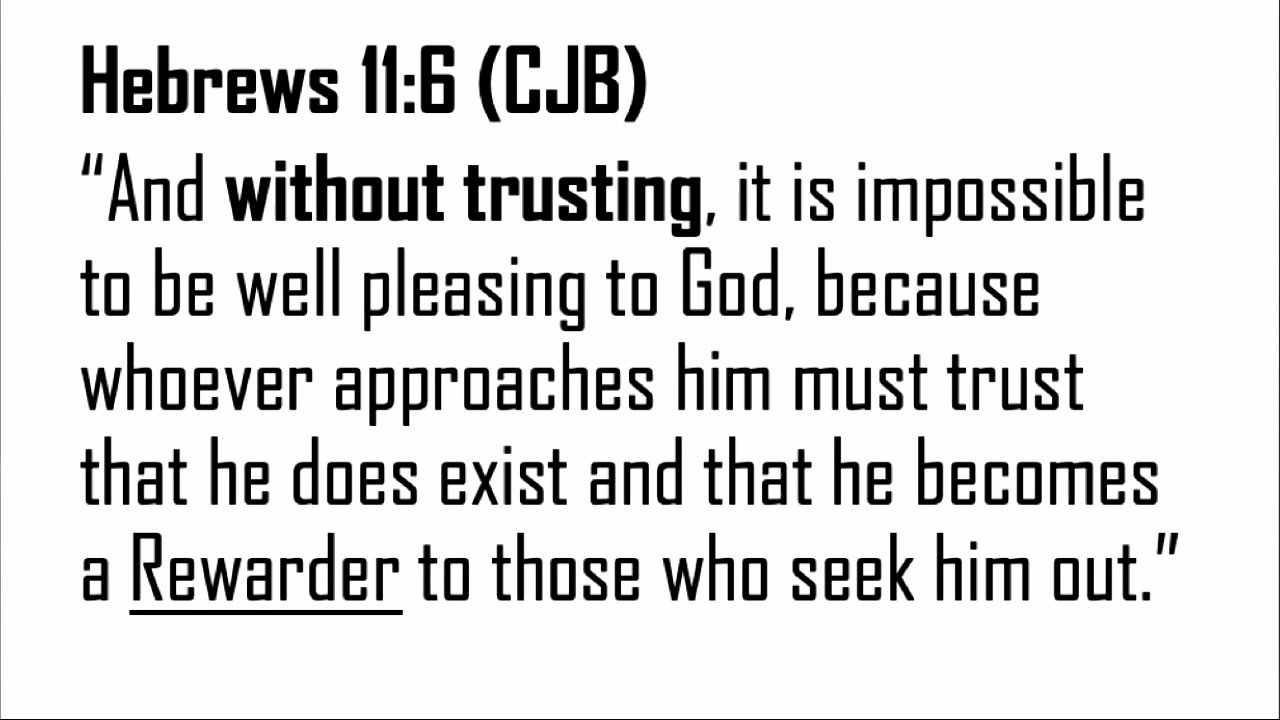 Hebrews 11:6 (CJB)
“And without trusting, it is impossible
to be well pleasing to God, because
whoever approaches him must trust
that he does exist and that he becomes
a Rewarder to those who seek him out.”